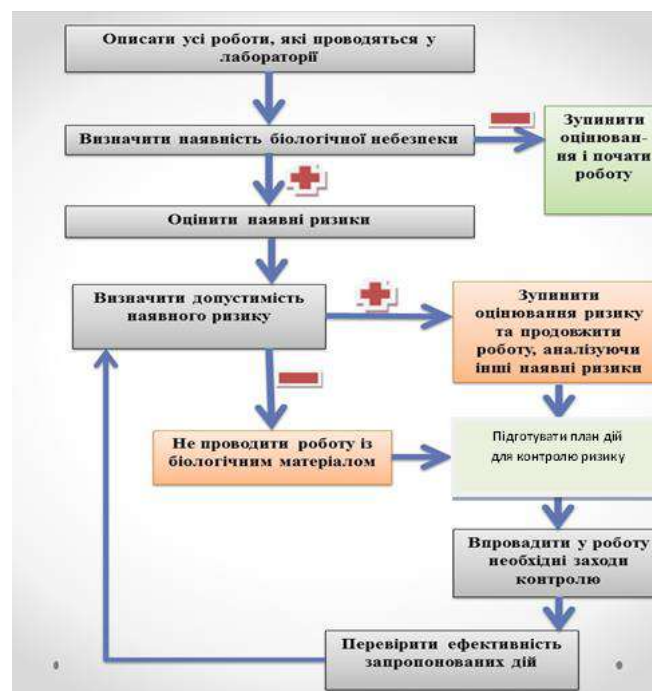 Описати усі роботи, які проводяться у
лабораторії
Визначити наявність біологічної небезпеки
Зупинити
оцінюван-
ня і почати
роботу
Оцінити наявні ризики
Визначити допустимість
наявного ризику
Зупинити
оцінювання ризику
та продовжити
роботу, аналізуючи
інші наявні ризики
Не проводити роботу із
біологічним матеріалом
Підготувати план дій
для контролю ризику
Впровадити у роботу
необхідні заходи
контролю
Перевірити ефективність
запропонованих дій